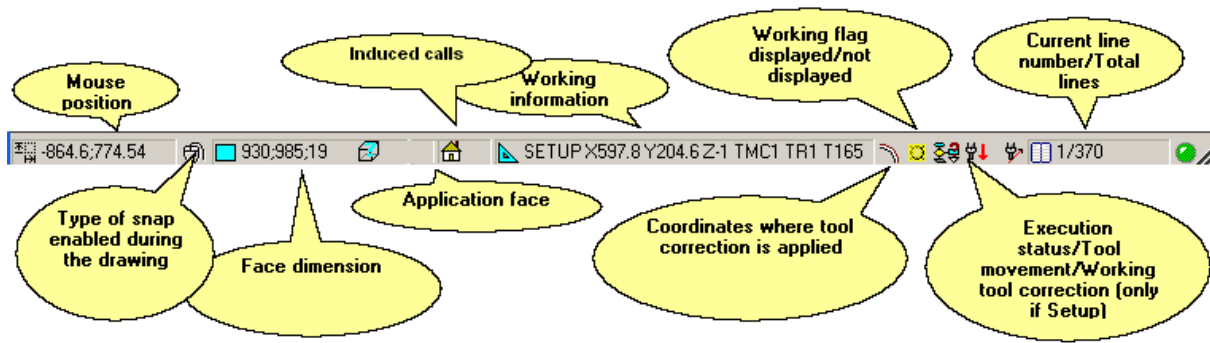 Mouse
position
Induced calls
Working
information
Working flag
displayed/not
displayed
Current line
number/Total
lines
-864.6;774.54
930;985;19
SETUP X597.8 Y204.6 Z-1 TMC1 TR1 T165
1/370
Type of snap
enabled during
the drawing
Face dimension
Application face
Coordinates where tool
correction is applied
Execution
status/Tool
movement/Working
tool correction (only
if Setup)